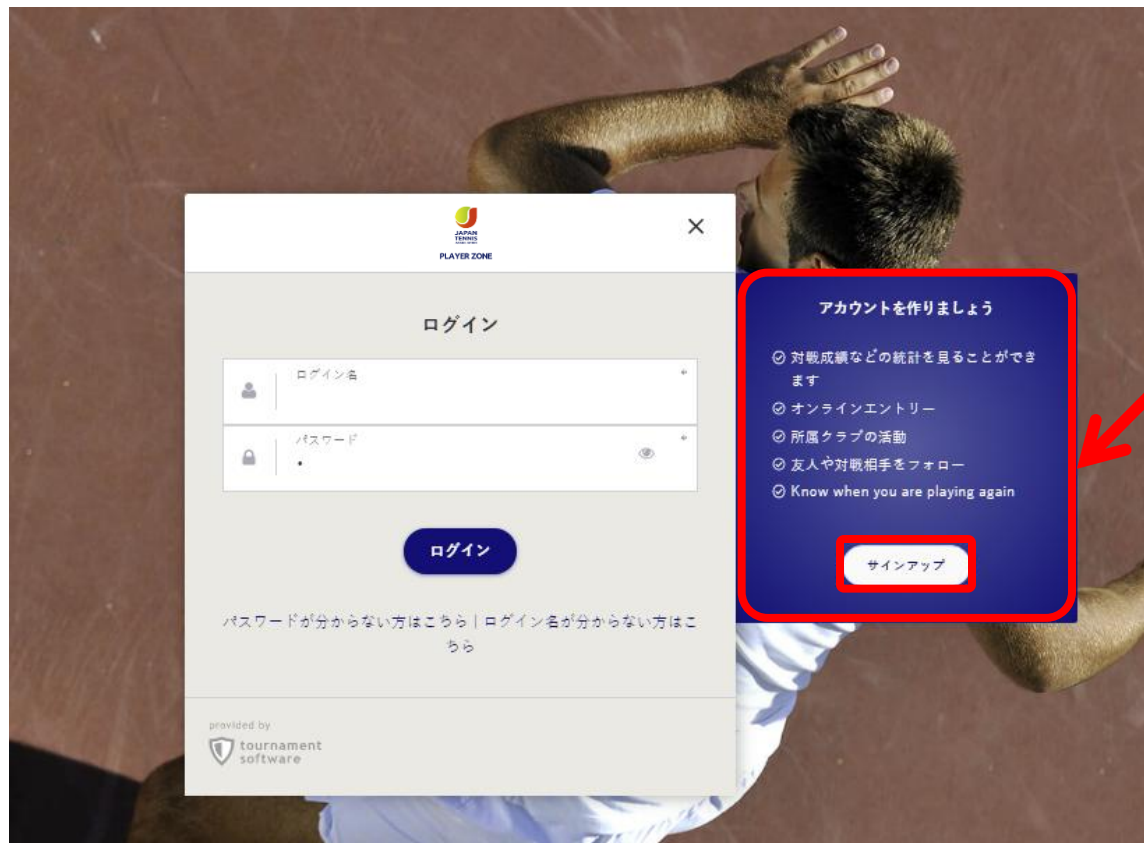 JAPAN
TENNIS
PLAYER ZONE
ログイン
ログイン名
パスワード
ログイン
パスワードが分からない方はこちら | ログイン名が分からない方はこ
ちら
provided by
tournament
software
アカウントを作りましょう
対戦成績などの統計を見ることができ
ます
オンラインエントリー
所属クラブの活動
友人や対戦相手をフォロー
Know when you are playing again
サインアップ